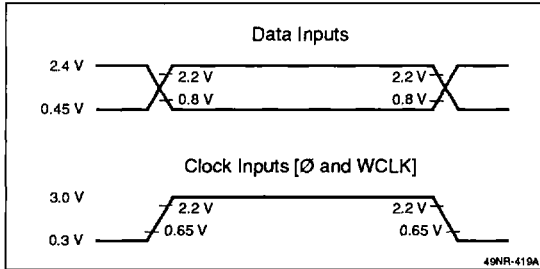 Data Inputs
2.4 V
2.2 V 2.2 V
0.8 V 0.8 V
0.45 V
Clock Inputs [Ø and WCLK]
3.0 V
2.2 V 2.2 V
0.65 V 0.65 V
0.3 V
49NR-419A